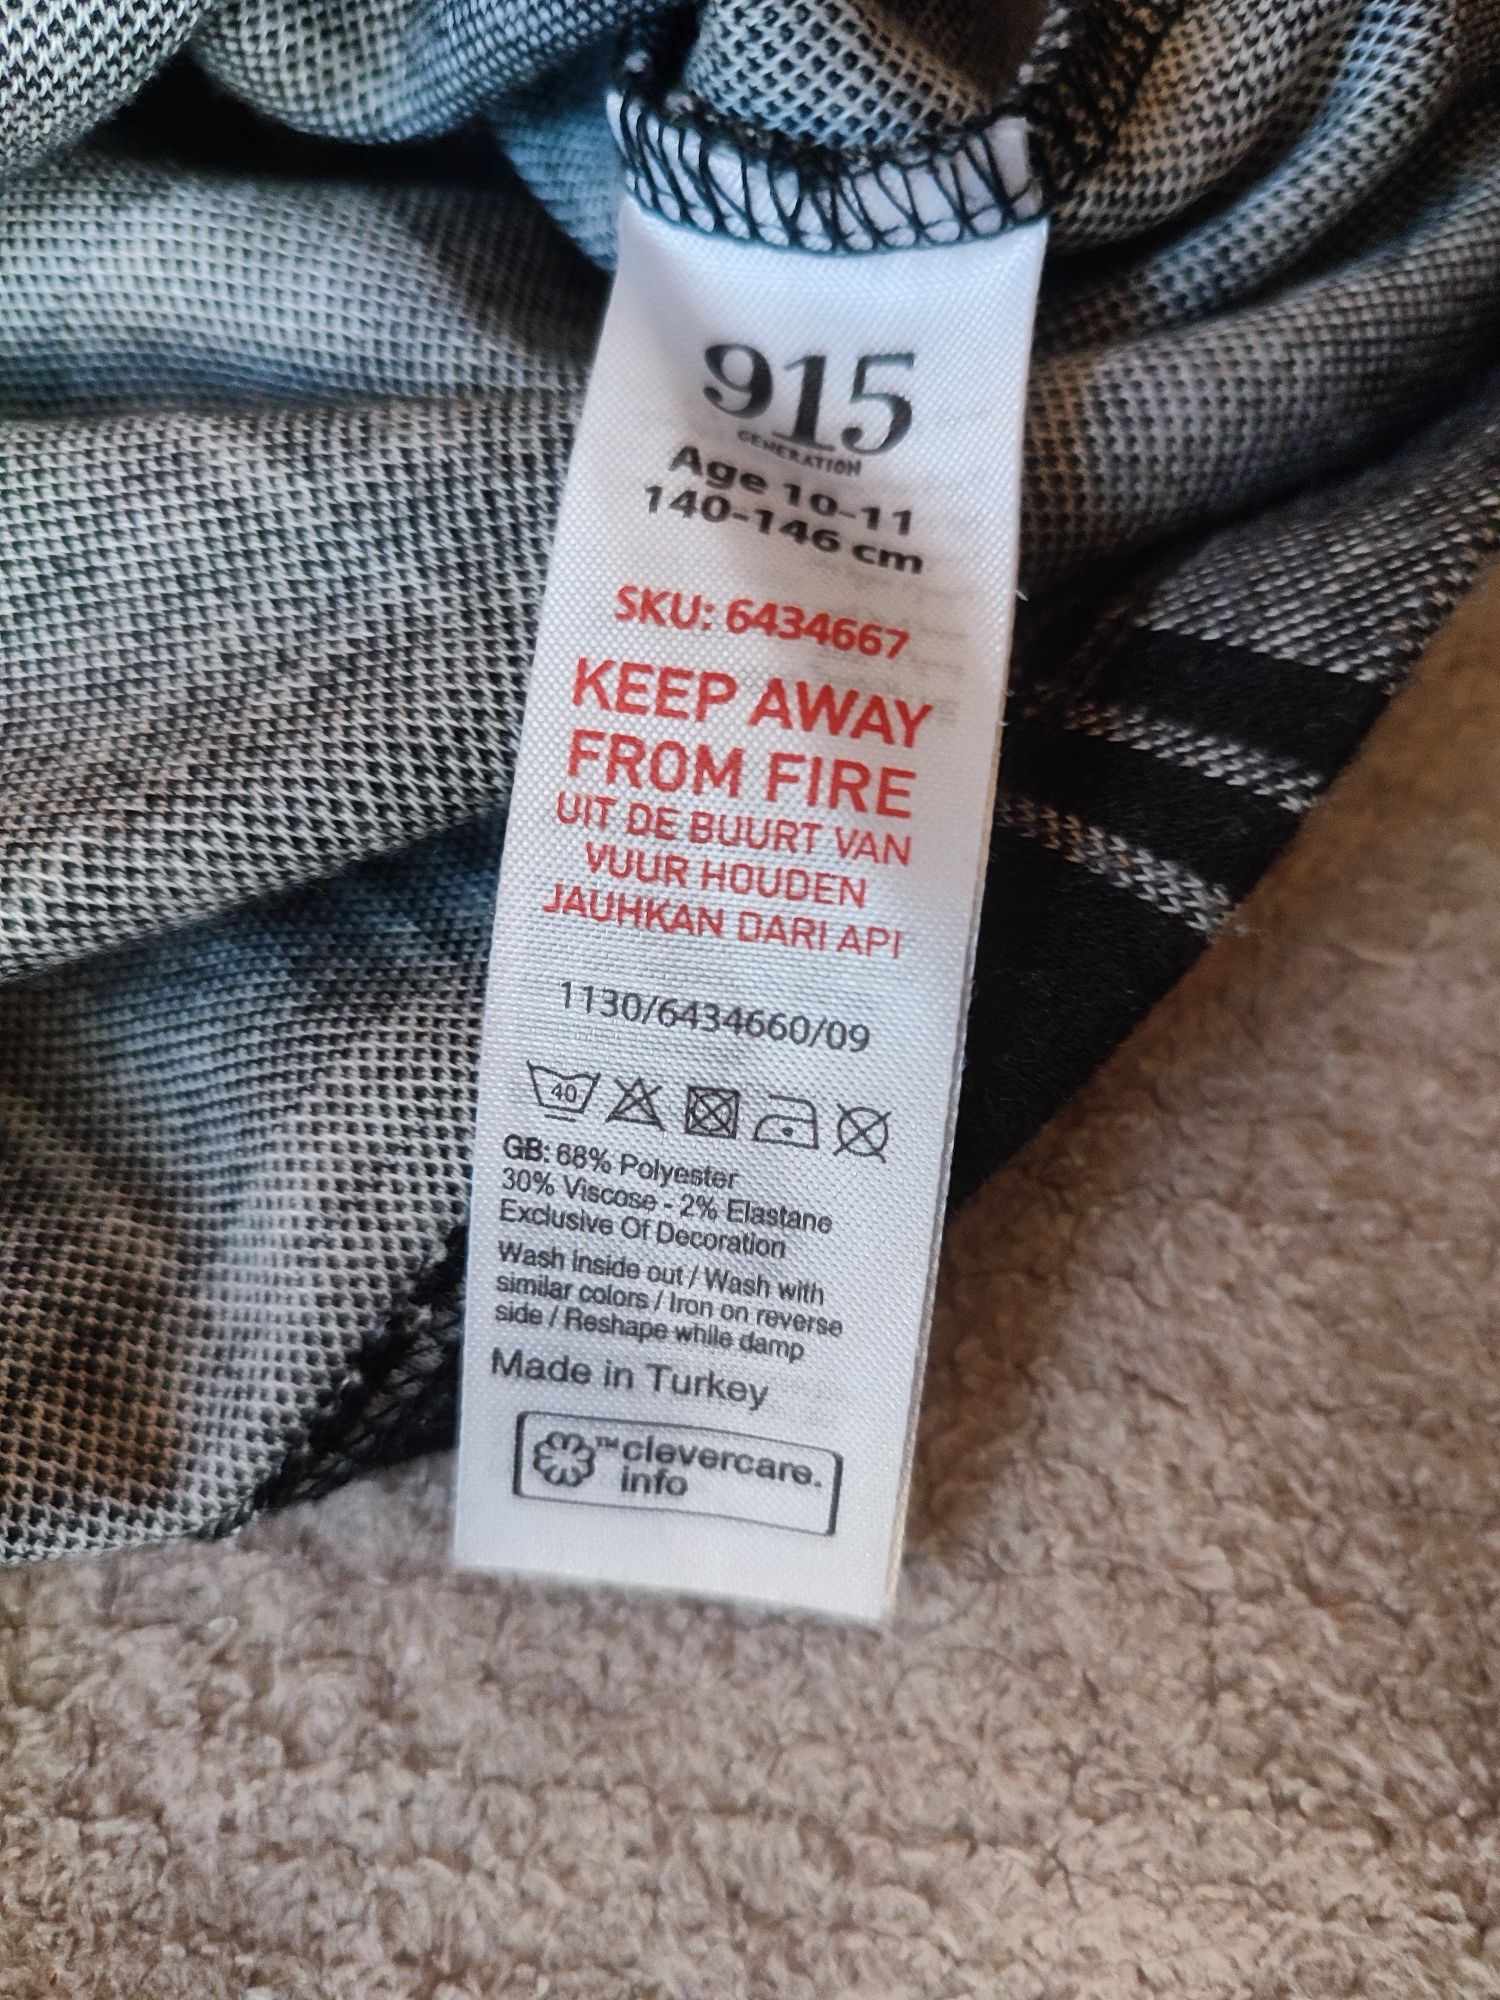 915
GENERATION
Age 10-11
140-146 cm
SKU: 6434667
KEEP AWAY
FROM FIRE
UIT DE BUURT VAN
VUUR HOUDEN
JAUHKAN DARI API
1130/6434660/09
40
GB: 68% Polyester
30% Viscose - 2% Elastane
Exclusive Of Decoration
Wash inside out / Wash with
similar colors / Iron on reverse
side / Reshape while damp
Made in Turkey
™clevercare.
info